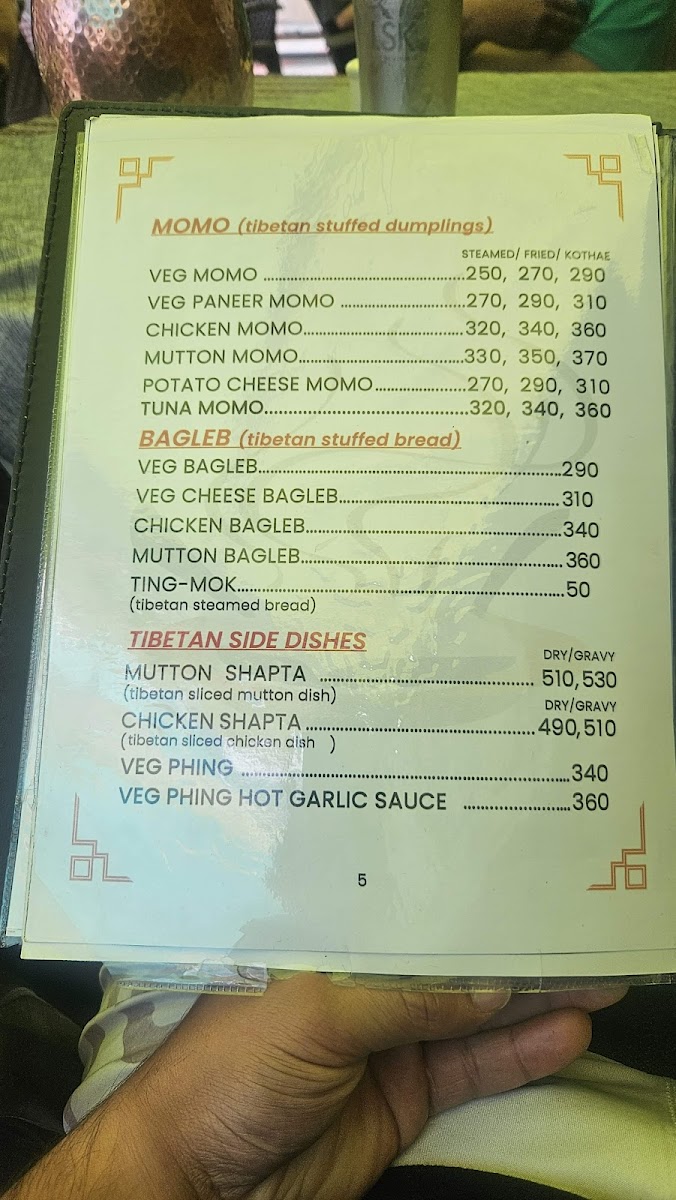 SK
MOMO (tibetan stuffed dumplings)
STEAMED/ FRIED/ KOTHAE
VEG MOMO ......250, 270, 290
VEG PANEER MOMO ......270, 290, 310
CHICKEN MOMO......320, 340, 360
MUTTON MOMO......330, 350, 370
POTATO CHEESE MOMO......270, 290, 310
TUNA MOMO......320, 340, 360
BAGLEB (tibetan stuffed bread)
VEG BAGLEB......290
VEG CHEESE BAGLEB......310
CHICKEN BAGLEB......340
MUTTON BAGLEB......360
TING-MOK......50
(tibetan steamed bread)
TIBETAN SIDE DISHES
DRY/GRAVY
MUTTON SHAPTA ......510,530
(tibetan sliced mutton dish)
DRY/GRAVY
CHICKEN SHAPTA......490,510
(tibetan sliced chicken dish )
VEG PHING ......340
VEG PHING HOT GARLIC SAUCE ......360
5